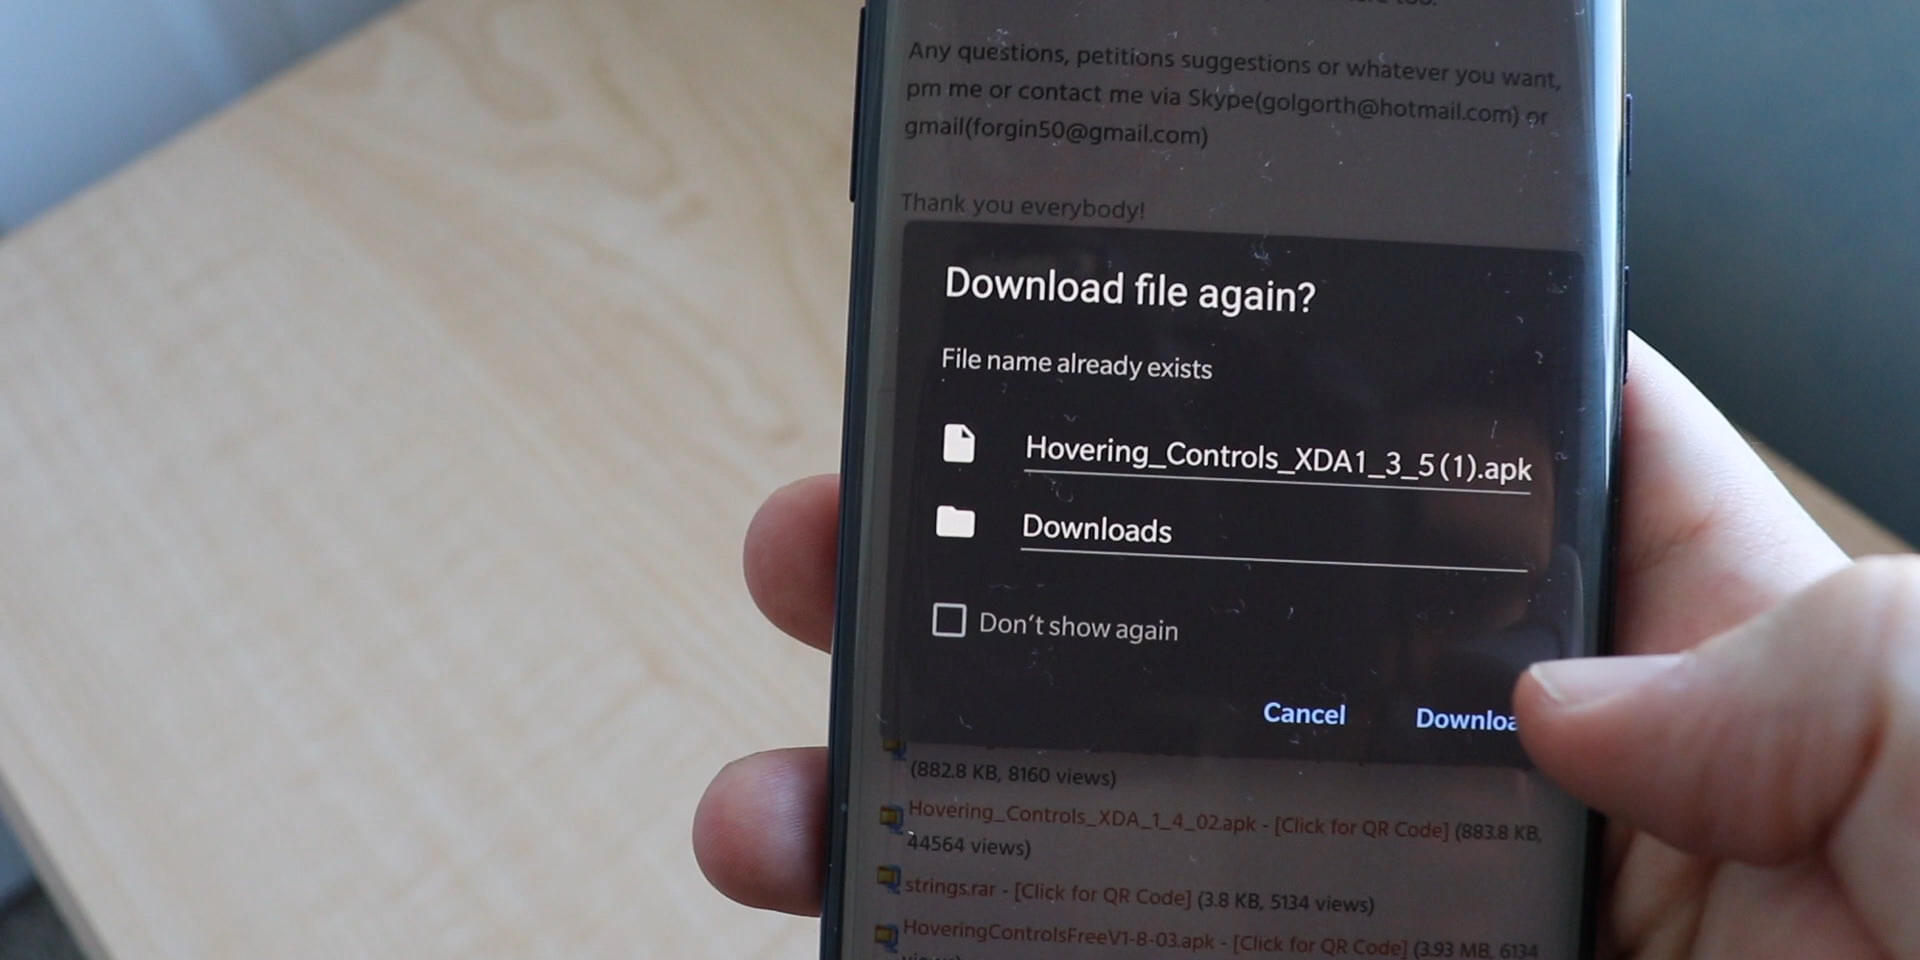 too.
Any questions, petitions suggestions or whatever you want,
pm me or contact me via Skype(golgorth@hotmail.com) or
gmail(forgin50@gmail.com)
Thank you everybody!
Download file again?
File name already exists
Hovering_Controls_XDA1_3_5 (1).apk
Downloads
Don't show again
Cancel Downloa
(882.8 KB, 8160 views)
Hovering_Controls_XDA_1_4_02.apk - [Click for QR Code] (883.8 KB,
44564 views)
strings.rar - [Click for QR Code] (3.8 KB, 5134 views)
HoveringControlsFreeV1-8-03.apk - [Click for QR Code] (3.93 MB, 6134